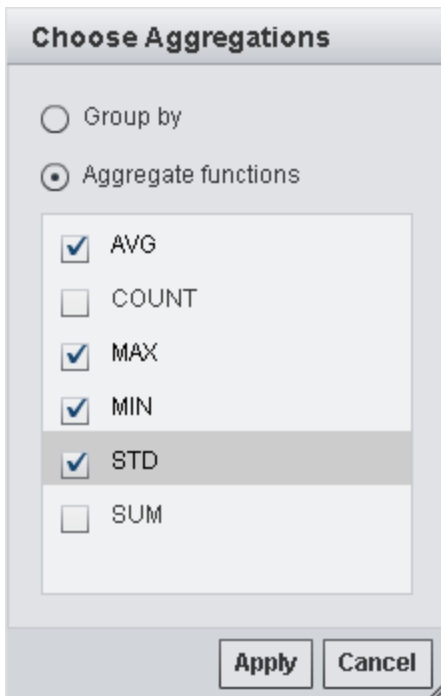 Choose Aggregations
Group by
Aggregate functions
AVG
COUNT
MAX
MIN
STD
SUM
Apply Cancel